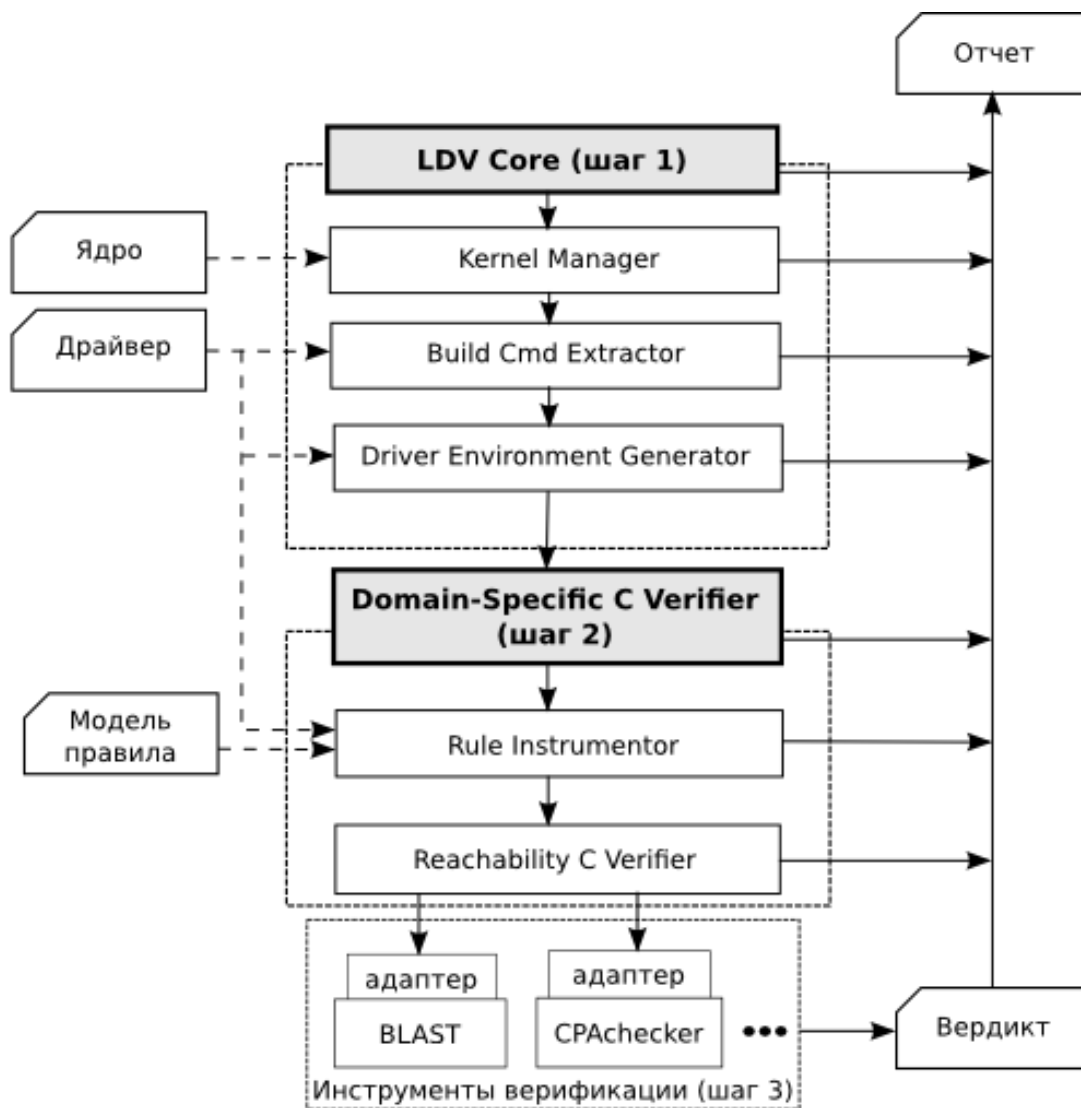 Отчет
LDV Core (шаг 1)
Ядро
Kernel Manager
Драйвер
Build Cmd Extractor
Driver Environment Generator
Domain-Specific C Verifier
(шаг 2)
Модель
правила
Rule Instrumentor
Reachability C Verifier
адаптер
BLAST
адаптер
CPAchecker
•••
Вердикт
Инструменты верификации (шаг 3)